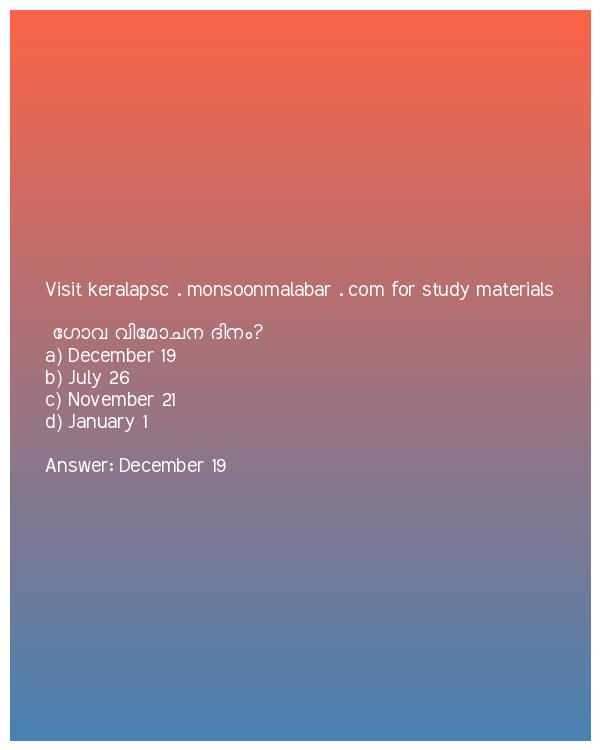 Visit keralapsc . monsoonmalabar . com for study materials
ഗോവ വിമോചന ദിനം?
a) December 19
b) July 26
c) November 21
d) January 1
Answer: December 19